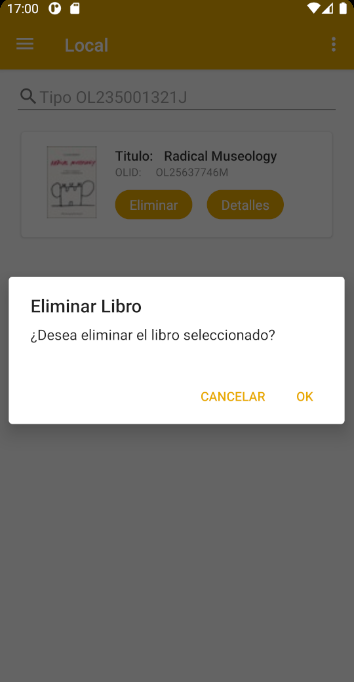 17:00
Local
Tipo OL235001321J
Titulo: Radical Museology
OLID: OL25637746M
Eliminar Detalles
Eliminar Libro
¿Desea eliminar el libro seleccionado?
CANCELAR OK